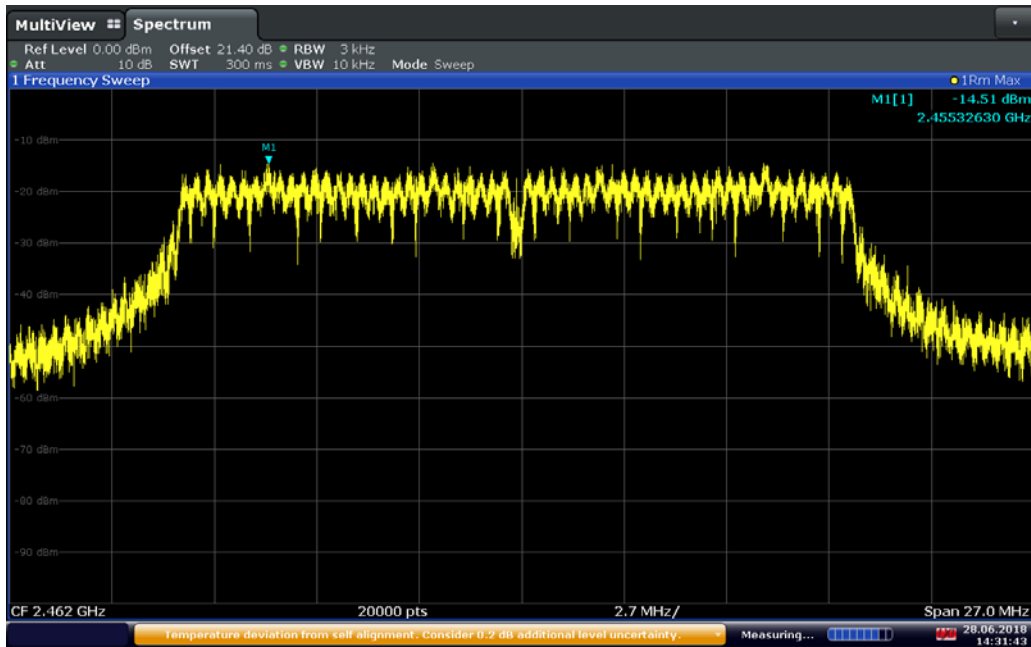 MultiView Spectrum
Ref Level 0.00 dBm Offset 21.40 dB RBW 3 kHz
Att 10 dB SWT 300 ms VBW 10 kHz Mode Sweep
1 Frequency Sweep 1Rm Max
M1[1] -14.51 dBm
2.45532630 GHz
-10 dBm
M1
-20 dBm
-30 dBm
-40 dBm
-60 dBm
-70 dBm
-80 dBm
-90 dBm
CF 2.462 GHz 20000 pts 2.7 MHz/ Span 27.0 MHz
Temperature deviation from self alignment. Consider 0.2 dB additional level uncertainty. Measuring... 28.06.2018
14:31:43